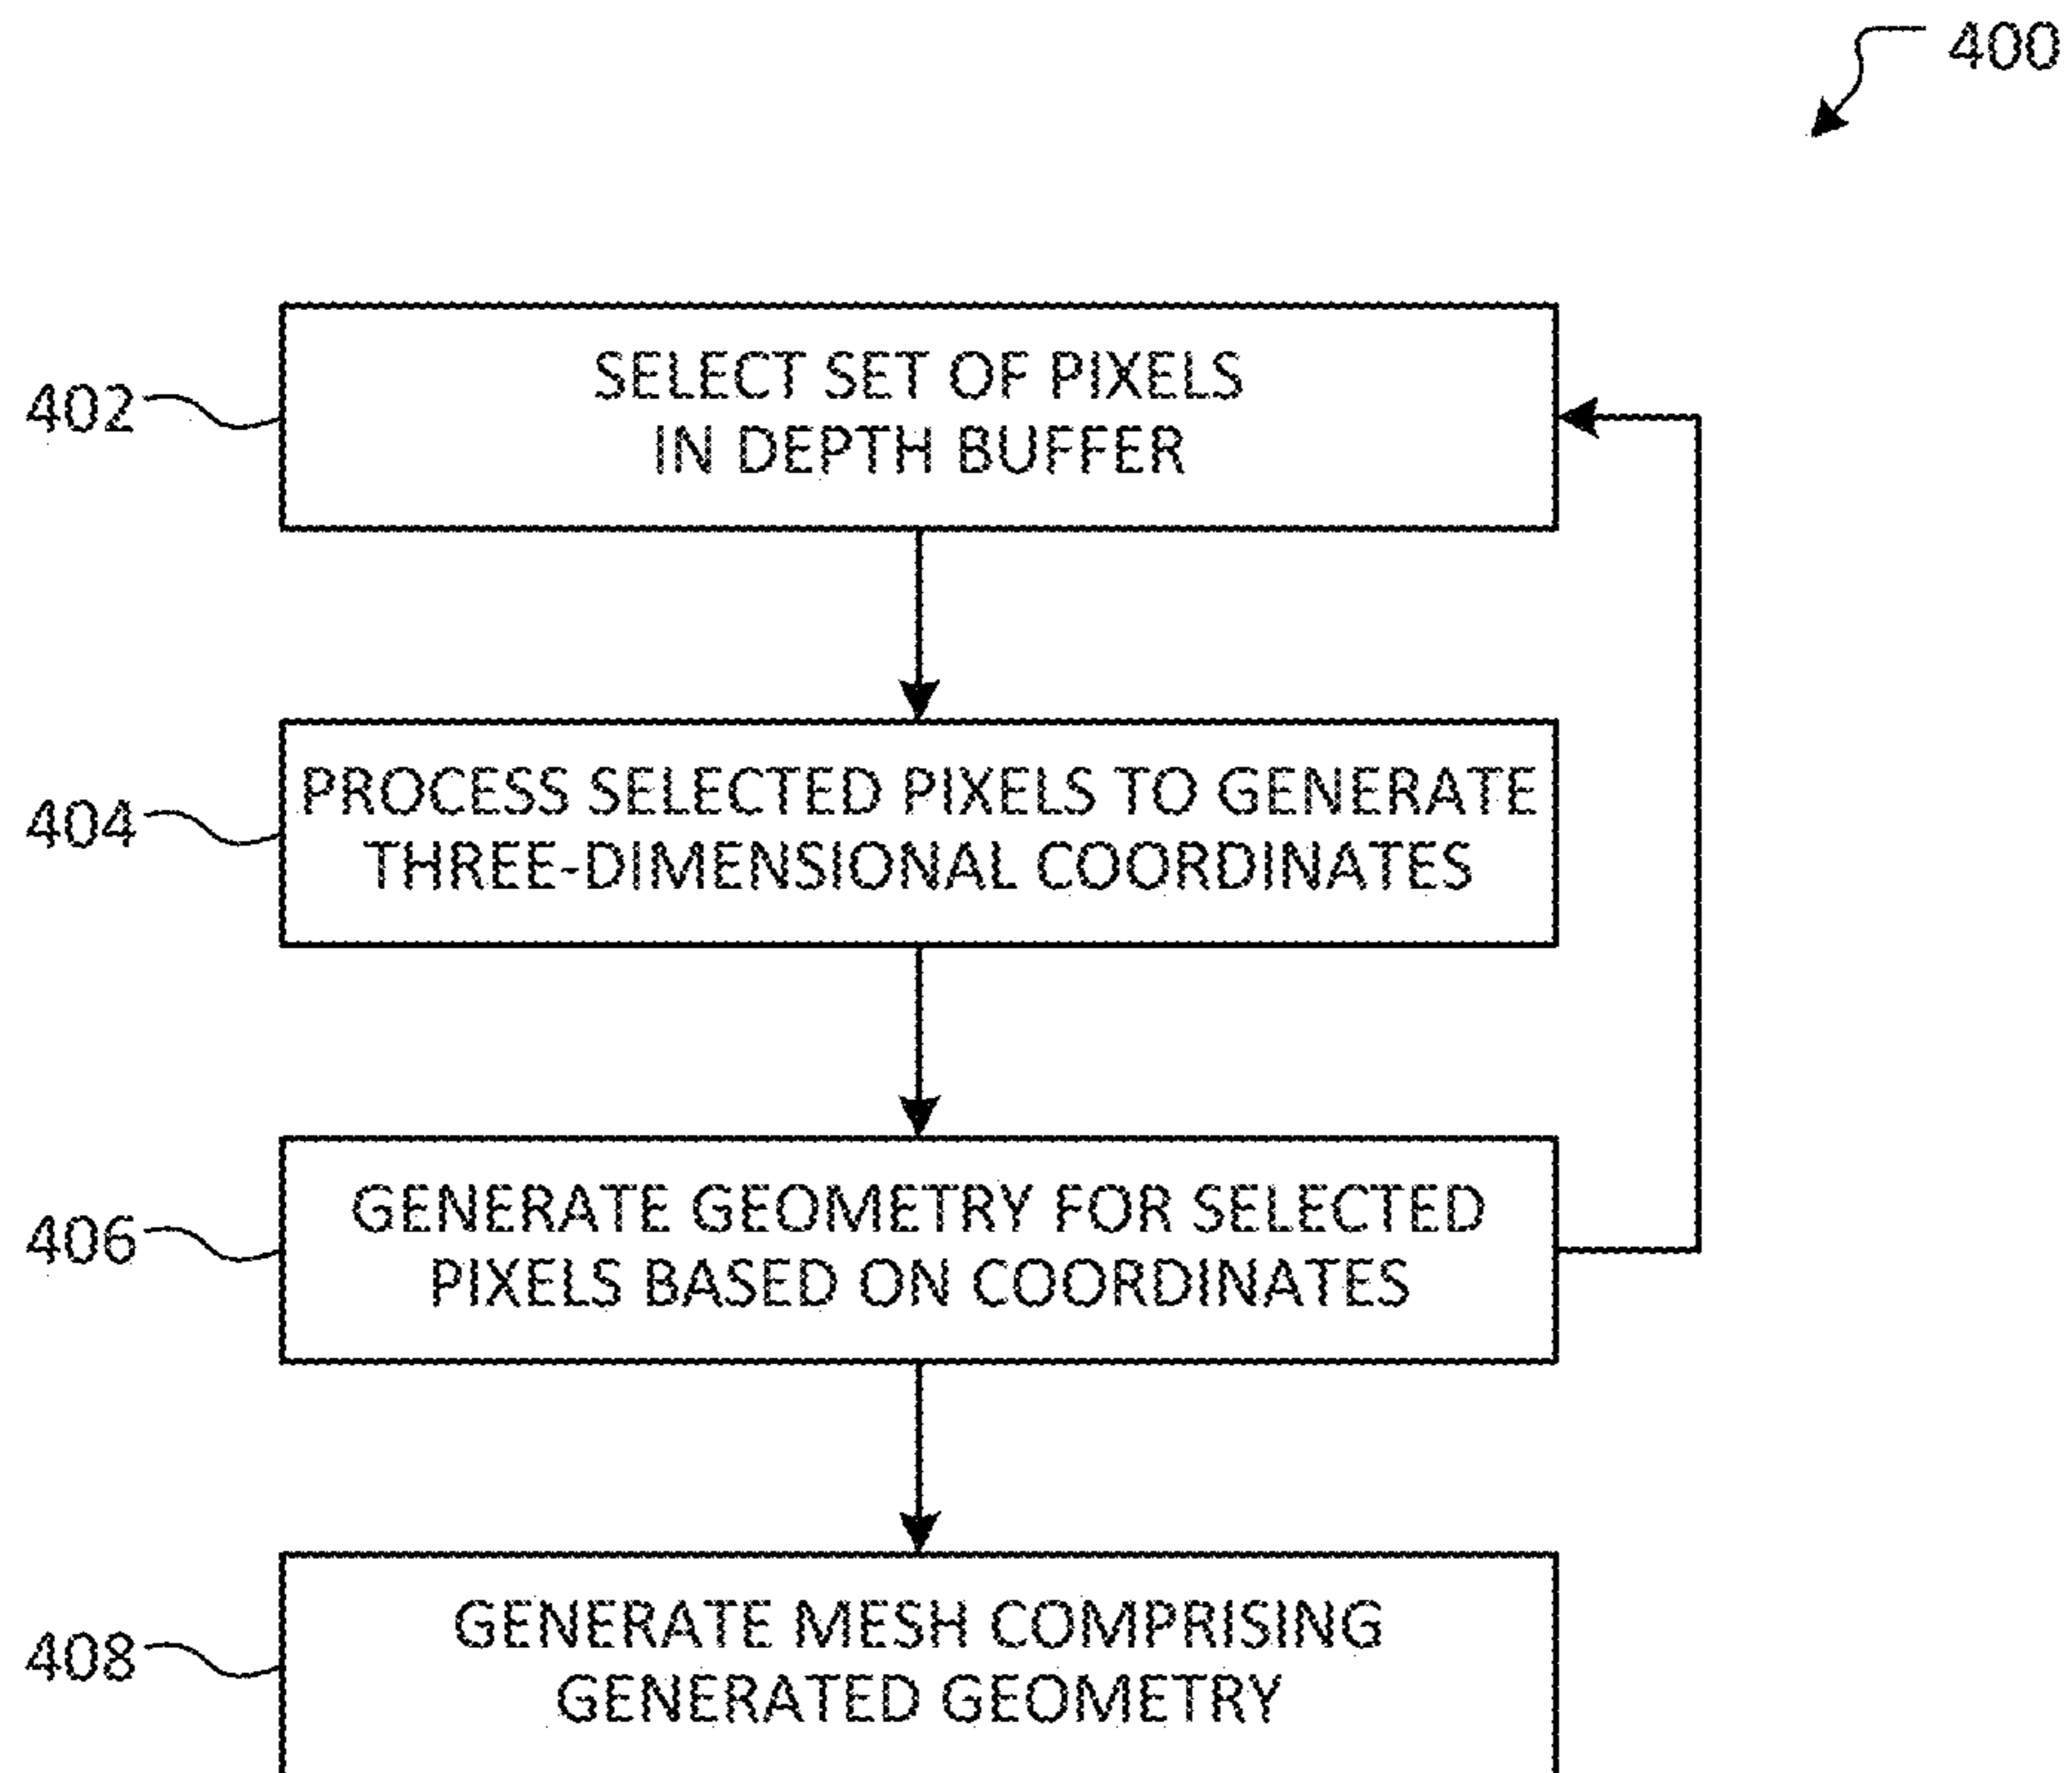 400
402
SELECT SET OF PIXELS
IN DEPTH BUFFER
404
PROCESS SELECTED PIXELS TO GENERATE
THREE-DIMENSIONAL COORDINATES
406
GENERATE GEOMETRY FOR SELECTED
PIXELS BASED ON COORDINATES
408
GENERATE MESH COMPRISING
GENERATED GEOMETRY